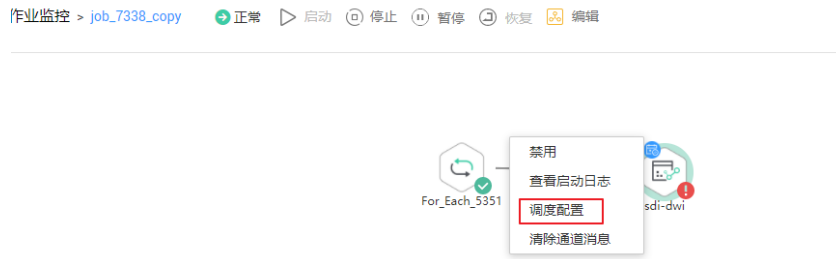 作业监控 > job_7338_copy 正常 启动 停止 暂停 恢复 编辑
禁用
查看启动日志
For_Each_5351
调度配置
sdi-dwi
清除通道消息